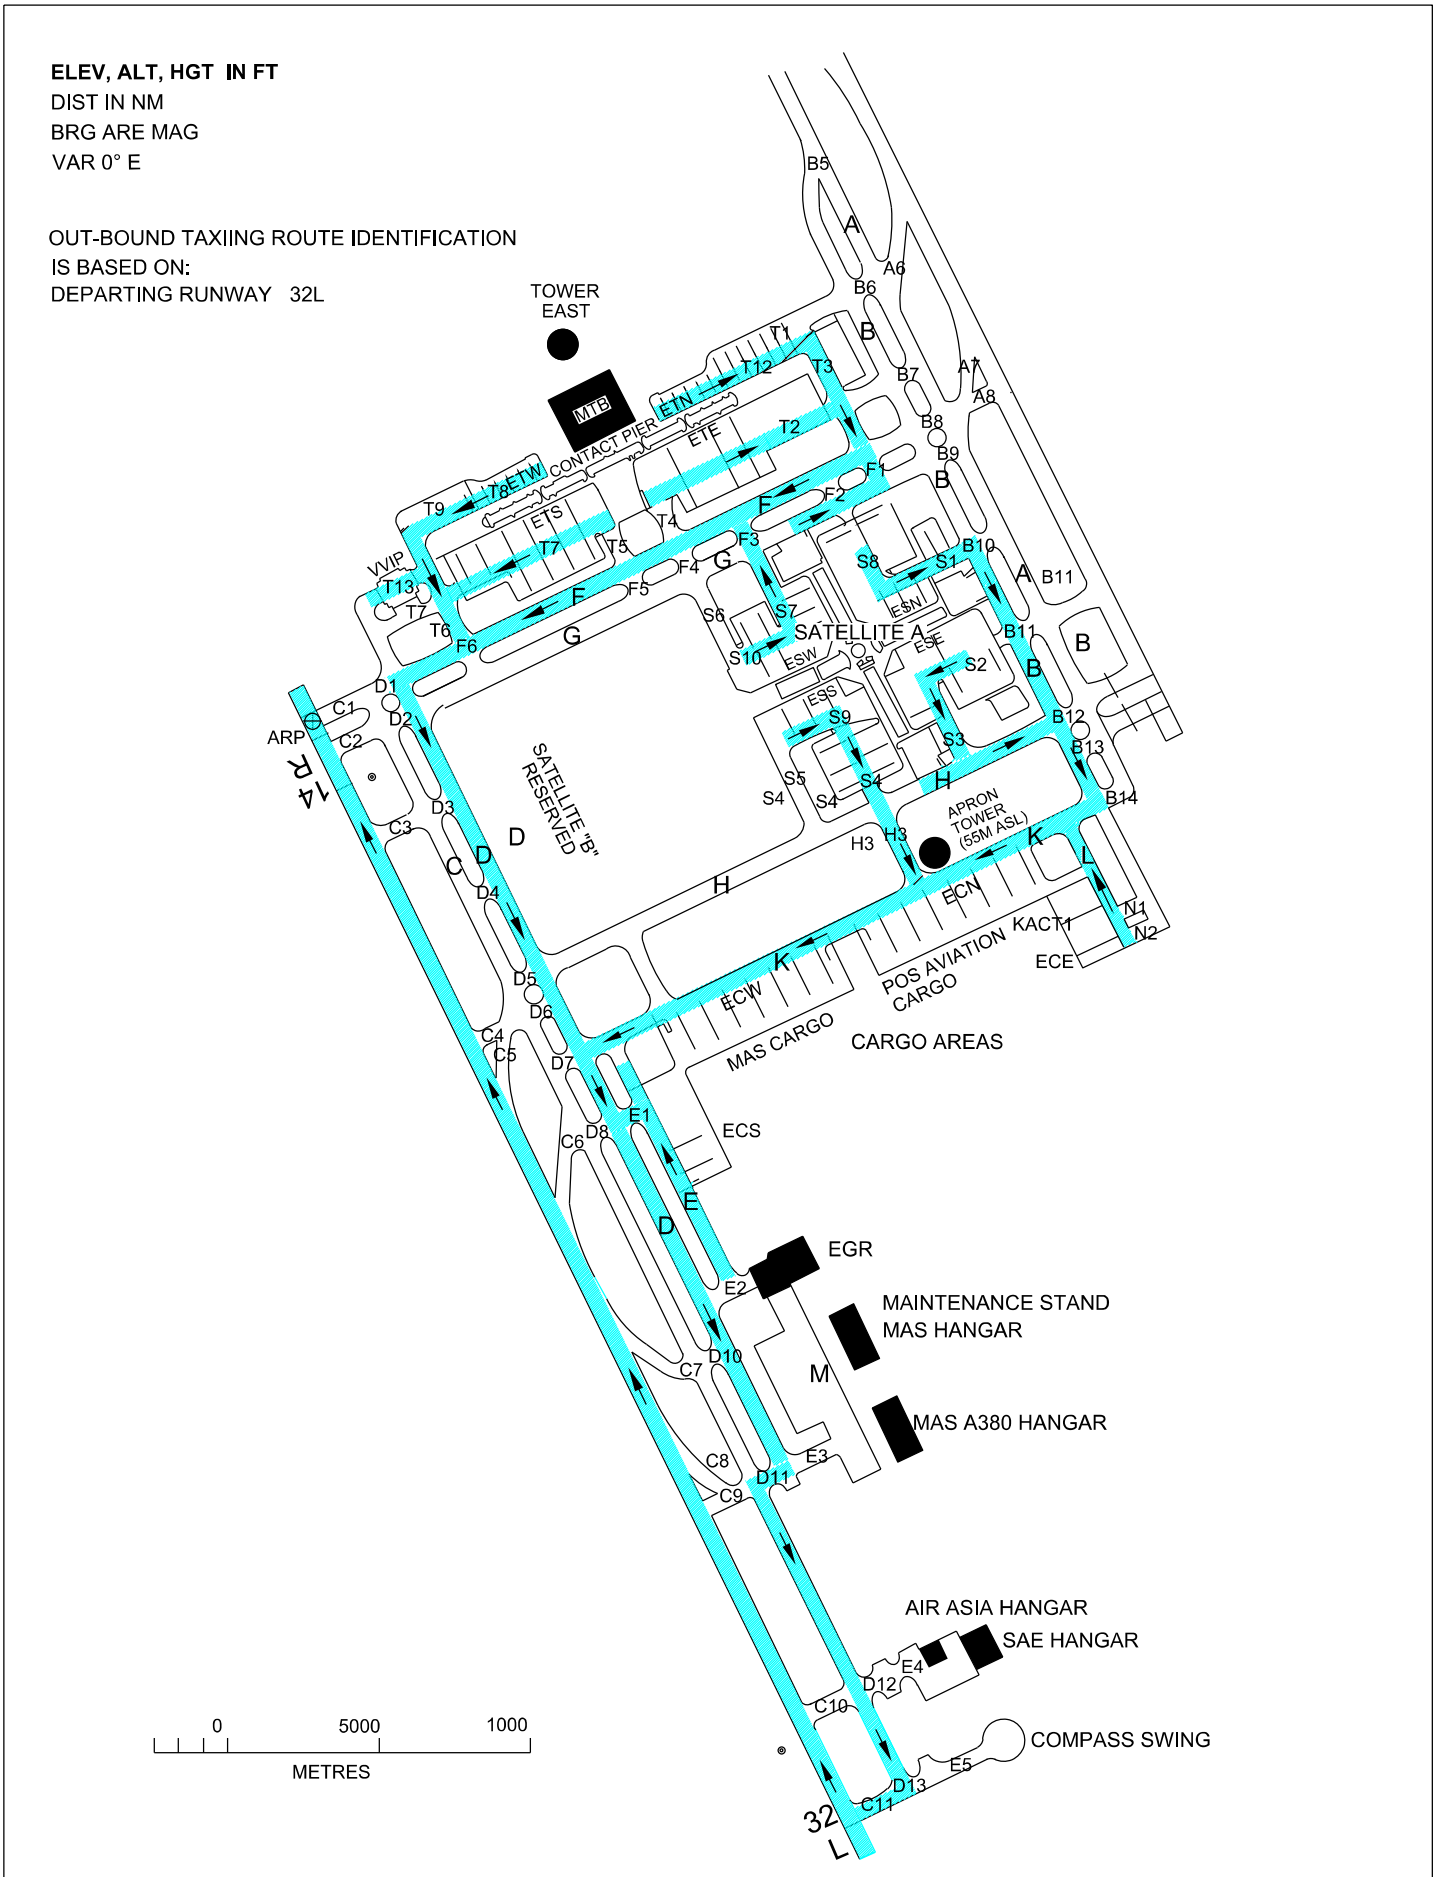 ELEV, ALT, HGT IN FT
DIST IN NM
BRG ARE MAG
VAR 0° E
OUT-BOUND TAXIING ROUTE IDENTIFICATION
IS BASED ON:
DEPARTING RUNWAY 32L
TOWER
EAST
MTB
B5
A
A6
B6
B
T1
T12
T3
B7
A7
A8
ETN
CONTACT PIER
ETE
T2
B8
B9
B
F1
F2
F
T4
ETW
T8
T9
ETS
T7
T5
F3
G
F4
F5
VVIP
T13
T7
T6
F6
F
G
S8
S1
B10
A
B11
ESN
S7
S6
SATELLITE A
S10
ESW
ESE
S2
B11
B
B
ESS
S9
S3
B12
B13
B14
D1
D2
C1
C2
ARP
14
R
SATELLITE "B"
RESERVED
S5
S4
S4
S4
H
APRON
TOWER
(55M ASL)
H3
H3
K
L
D3
C3
C
D
D
D4
H
ECN
KACT1
N1
N2
ECE
D5
D6
K
ECW
POS AVIATION
CARGO
MAS CARGO
CARGO AREAS
C4
C5
D7
D8
E1
ECS
C6
E
D
EGR
E2
MAINTENANCE STAND
MAS HANGAR
D10
C7
M
MAS A380 HANGAR
C8
E3
D11
C9
AIR ASIA HANGAR
SAE HANGAR
E4
D12
C10
COMPASS SWING
E5
D13
C11
32
L
0 5000 1000
METRES